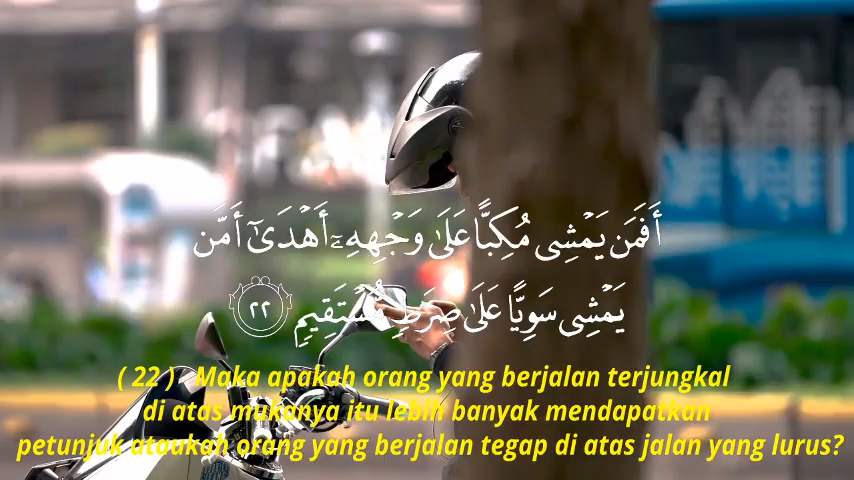 أَفَمَن يَمْشِى مُكِبًّا عَلَىٰ وَجْهِهِۦٓ أَهْدَىٰٓ أَمَّن
يَمْشِى سَوِيًّا عَلَىٰ صِرَٰطٍ مُّسْتَقِيمٍ ٢٢
( 22 ) Maka apakah orang yang berjalan terjungkal
di atas mukanya itu lebih banyak mendapatkan
petunjuk ataukah orang yang berjalan tegap di atas jalan yang lurus?